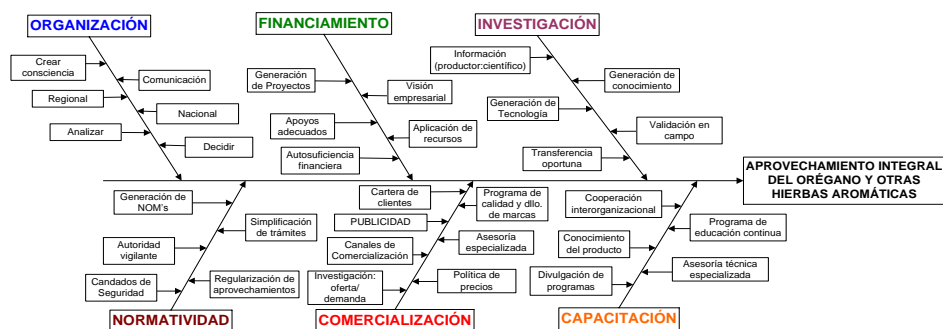 ORGANIZACIÓN
FINANCIAMIENTO
INVESTIGACIÓN
Crear
consciencia
Comunicación
Regional
Nacional
Analizar
Decidir
Generación
de Proyectos
Visión
empresarial
Apoyos
adecuados
Aplicación de
recursos
Autosuficiencia
financiera
Información
(productor:científico)
Generación de
conocimiento
Generación de
Tecnología
Validación en
campo
Transferencia
oportuna
APROVECHAMIENTO INTEGRAL
DEL ORÉGANO Y OTRAS
HIERBAS AROMÁTICAS
Generación de
NOM's
Simplificación
de trámites
Autoridad
vigilante
Candados de
Seguridad
Regularización de
aprovechamientos
Cartera de
clientes
Programa de
calidad y dllo.
de marcas
PUBLICIDAD
Asesoría
especializada
Canales de
Comercialización
Investigación:
oferta/
demanda
Política de
precios
Cooperación
interorganizacional
Programa de
educación continua
Conocimiento
del producto
Asesoría técnica
especializada
Divulgación de
programas
NORMATIVIDAD
COMERCIALIZACIÓN
CAPACITACIÓN